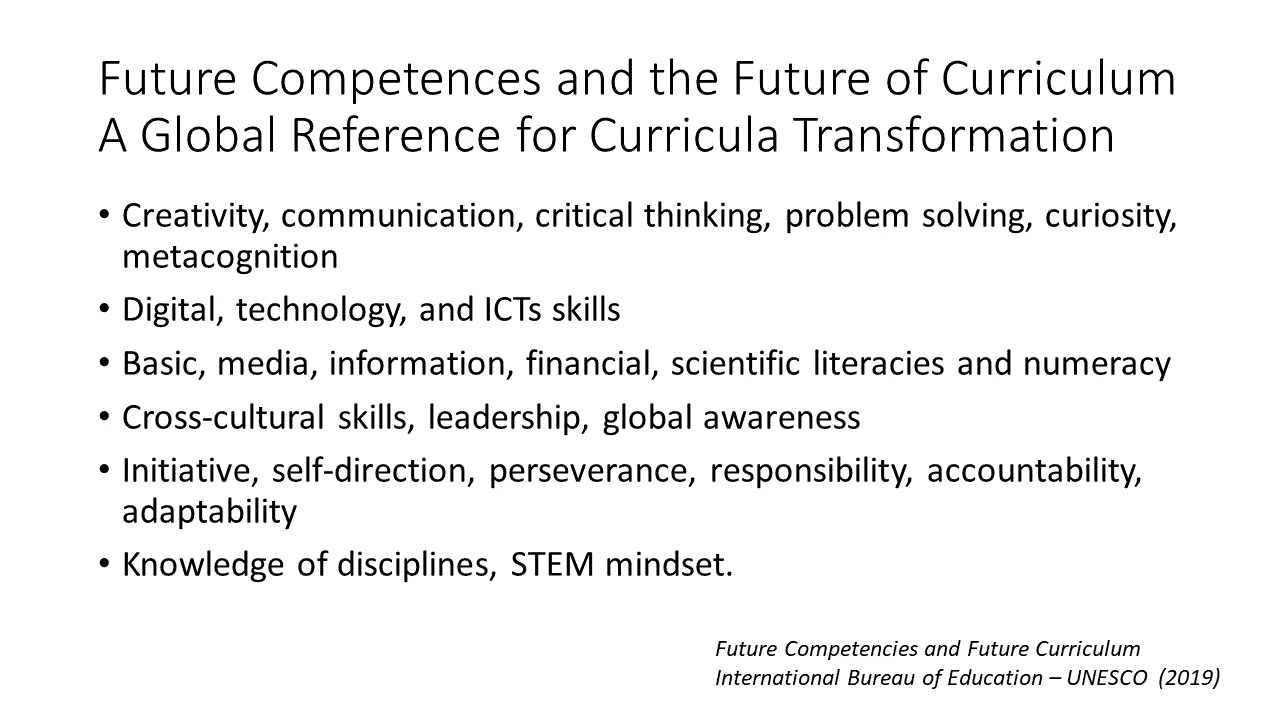 Future Competences and the Future of Curriculum
A Global Reference for Curricula Transformation
• Creativity, communication, critical thinking, problem solving, curiosity,
metacognition
• Digital, technology, and ICTs skills
• Basic, media, information, financial, scientific literacies and numeracy
• Cross-cultural skills, leadership, global awareness
• Initiative, self-direction, perseverance, responsibility, accountability,
adaptability
• Knowledge of disciplines, STEM mindset.
Future Competencies and Future Curriculum
International Bureau of Education – UNESCO (2019)